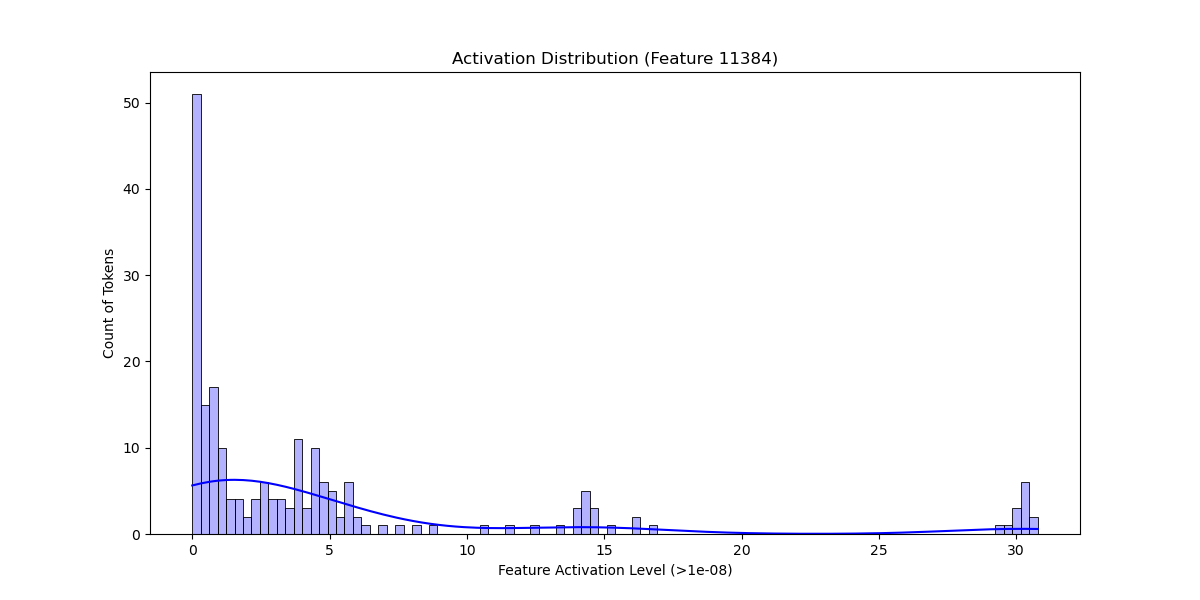 Activation Distribution (Feature 11384)
50
40
30
20
10
0
Count of Tokens
0 5 10 15 20 25 30
Feature Activation Level (>1e-08)